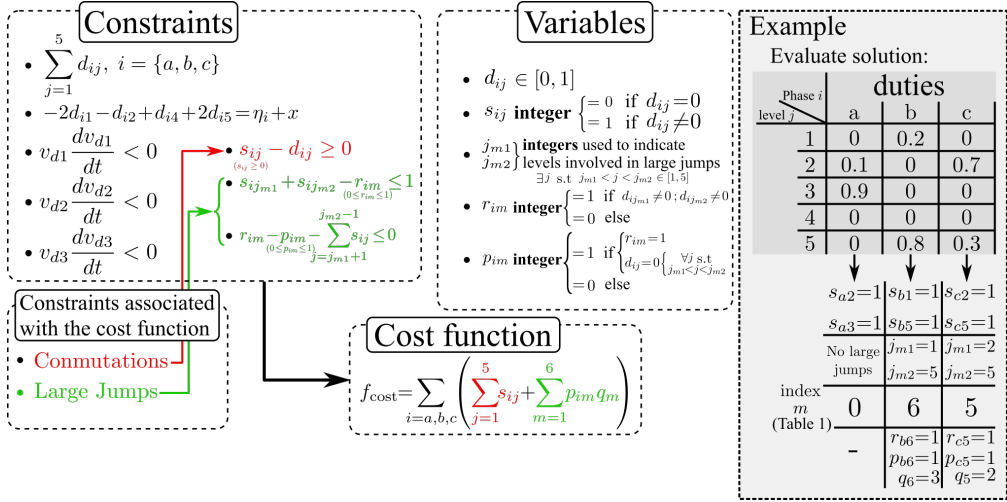 Constraints
• \sum_{j=1}^{5} d_{ij}, i = {a, b, c}
• −2d_{i1}−d_{i2}+d_{i4}+2d_{i5}=η_i+x
• v_{d1} \frac{dv_{d1}}{dt} < 0
v_{d2} \frac{dv_{d2}}{dt} < 0
• v_{d3} \frac{dv_{d3}}{dt} < 0
• s_{ij} − d_{ij} ≥ 0
(s_{ij} ≥ 0)
• s_{ij_{m1}} + s_{ij_{m2}} − r_{im} ≤ 1
(0≤r_{im}≤1)
• r_{im} − p_{im} − \sum_{j=j_{m1}+1}^{j_{m2}−1} s_{ij} ≤ 0
(0≤p_{im}≤1)
Constraints associated
with the cost function
• Conmutations
• Large Jumps
Variables
• d_{ij} ∈ [0, 1]
• s_{ij} integer { = 0 if d_{ij}=0
= 1 if d_{ij}≠0
• j_{m1} } integers used to indicate
j_{m2} } levels involved in large jumps
∃j s.t j_{m1} < j < j_{m2} ∈ [1, 5]
• r_{im} integer { =1 if d_{ij_{m1}}≠0 ; d_{ij_{m2}}≠0
=0 else
• p_{im} integer { =1 if { r_{im}=1
d_{ij}=0 { ∀j s.t
j_{m1}<j<j_{m2}
=0 else
Cost function
f_{cost} = \sum_{i=a,b,c} ( \sum_{j=1}^{5} s_{ij} + \sum_{m=1}^{6} p_{im} q_m )
Example
Evaluate solution:
Phase i
level j
duties
a b c
1 0 0.2 0
2 0.1 0 0.7
3 0.9 0 0
4 0 0 0
5 0 0.8 0.3
s_{a2}=1 s_{b1}=1 s_{c2}=1
s_{a3}=1 s_{b5}=1 s_{c5}=1
No large j_{m1}=1 j_{m1}=2
jumps j_{m2}=5 j_{m2}=5
index
m
(Table 1)
0 6 5
- r_{b6}=1 r_{c5}=1
p_{b6}=1 p_{c5}=1
q_6=3 q_5=2